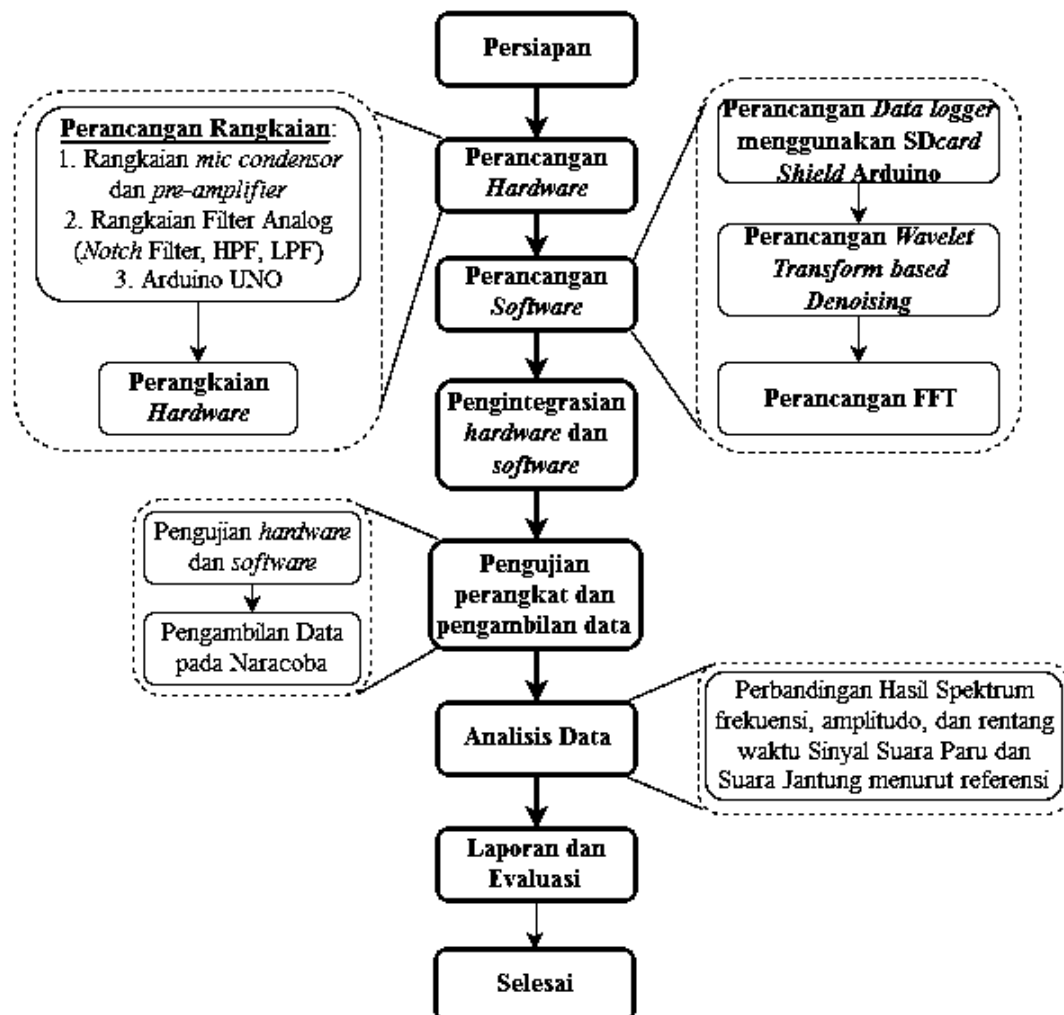 Persiapan
Perancangan Rangkaian:
1. Rangkaian mic condensor
dan pre-amplifier
2. Rangkaian Filter Analog
(Notch Filter, HPF, LPF)
3. Arduino UNO
Perangkaian
Hardware
Perancangan
Hardware
Perancangan
Software
Perancangan Data logger
menggunakan SDcard
Shield Arduino
Perancangan Wavelet
Transform based
Denoising
Perancangan FFT
Pengintegrasian
hardware dan
software
Pengujian hardware
dan software
Pengambilan Data
pada Naracoba
Pengujian
perangkat dan
pengambilan data
Analisis Data
Perbandingan Hasil Spektrum
frekuensi, amplitudo, dan rentang
waktu Sinyal Suara Paru dan
Suara Jantung menurut referensi
Laporan dan
Evaluasi
Selesai